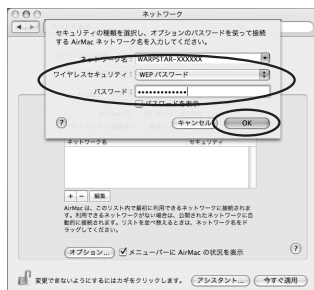 ネットワーク
セキュリティの種類を選択し、オプションのパスワードを使って接続
する AirMac ネットワーク名を入力してください。
ネットワーク名：WARPSTAR-XXXXXX
ワイヤレスセキュリティ：WEP パスワード
パスワード：•••••••••••••
パスワードを表示
? キャンセル OK
ネットワーク名 セキュリティ
+ − 編集
AirMac は、このリスト内で最初に利用できるネットワークに接続されま
す。利用できるネットワークがない場合は、公開されたネットワークに自
動的に接続されます。リストを並べ替えるときは、ネットワーク名をド
ラッグしてください。
オプション... メニューバーに AirMac の状況を表示 ?
変更できないようにするにはカギをクリックします。 アシスタント... 今すぐ適用